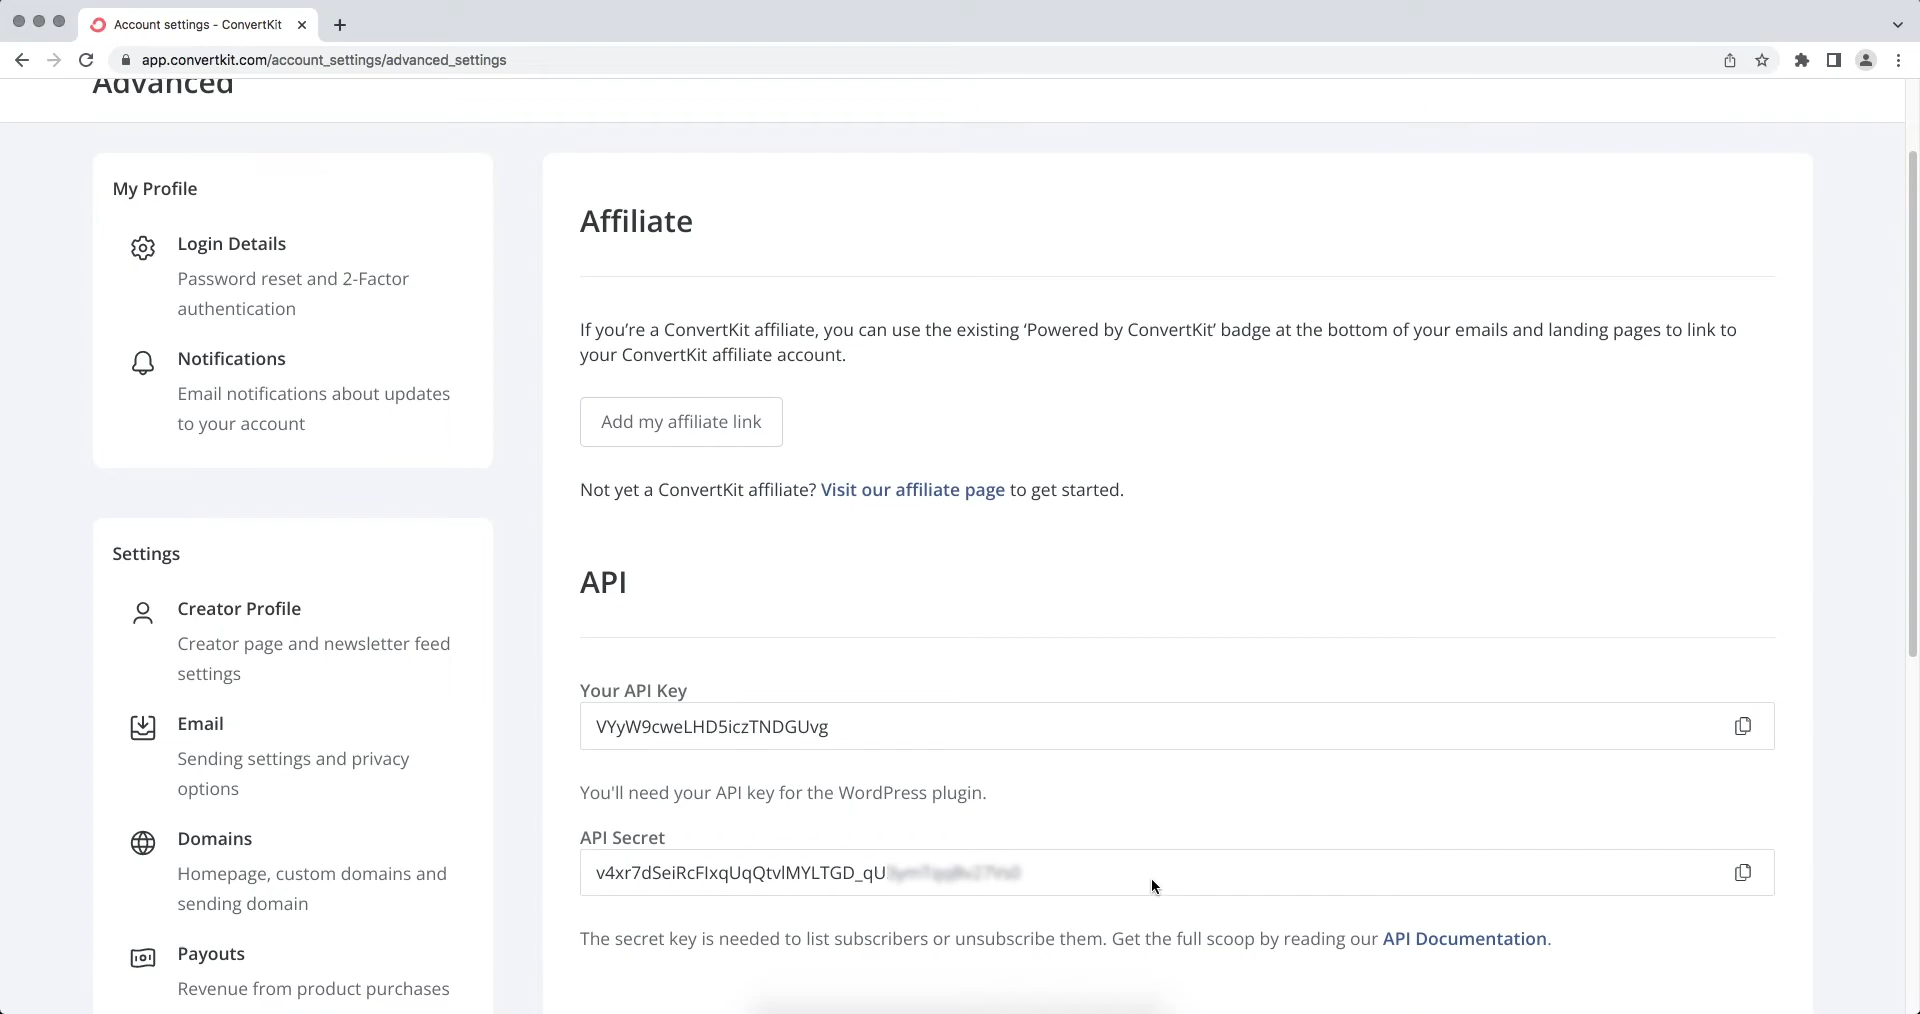 Account settings - ConvertKit
app.convertkit.com/account_settings/advanced_settings
Advanced
My Profile
Login Details
Password reset and 2-Factor
authentication
Notifications
Email notifications about updates
to your account
Settings
Creator Profile
Creator page and newsletter feed
settings
Email
Sending settings and privacy
options
Domains
Homepage, custom domains and
sending domain
Payouts
Revenue from product purchases
Affiliate
If you’re a ConvertKit affiliate, you can use the existing ‘Powered by ConvertKit’ badge at the bottom of your emails and landing pages to link to
your ConvertKit affiliate account.
Add my affiliate link
Not yet a ConvertKit affiliate? Visit our affiliate page to get started.
API
Your API Key
VYyW9cweLHD5iczTNDGUvg
You'll need your API key for the WordPress plugin.
API Secret
v4xr7dSeiRcFIxqUqQtvlMYLTGD_qU
The secret key is needed to list subscribers or unsubscribe them. Get the full scoop by reading our API Documentation.